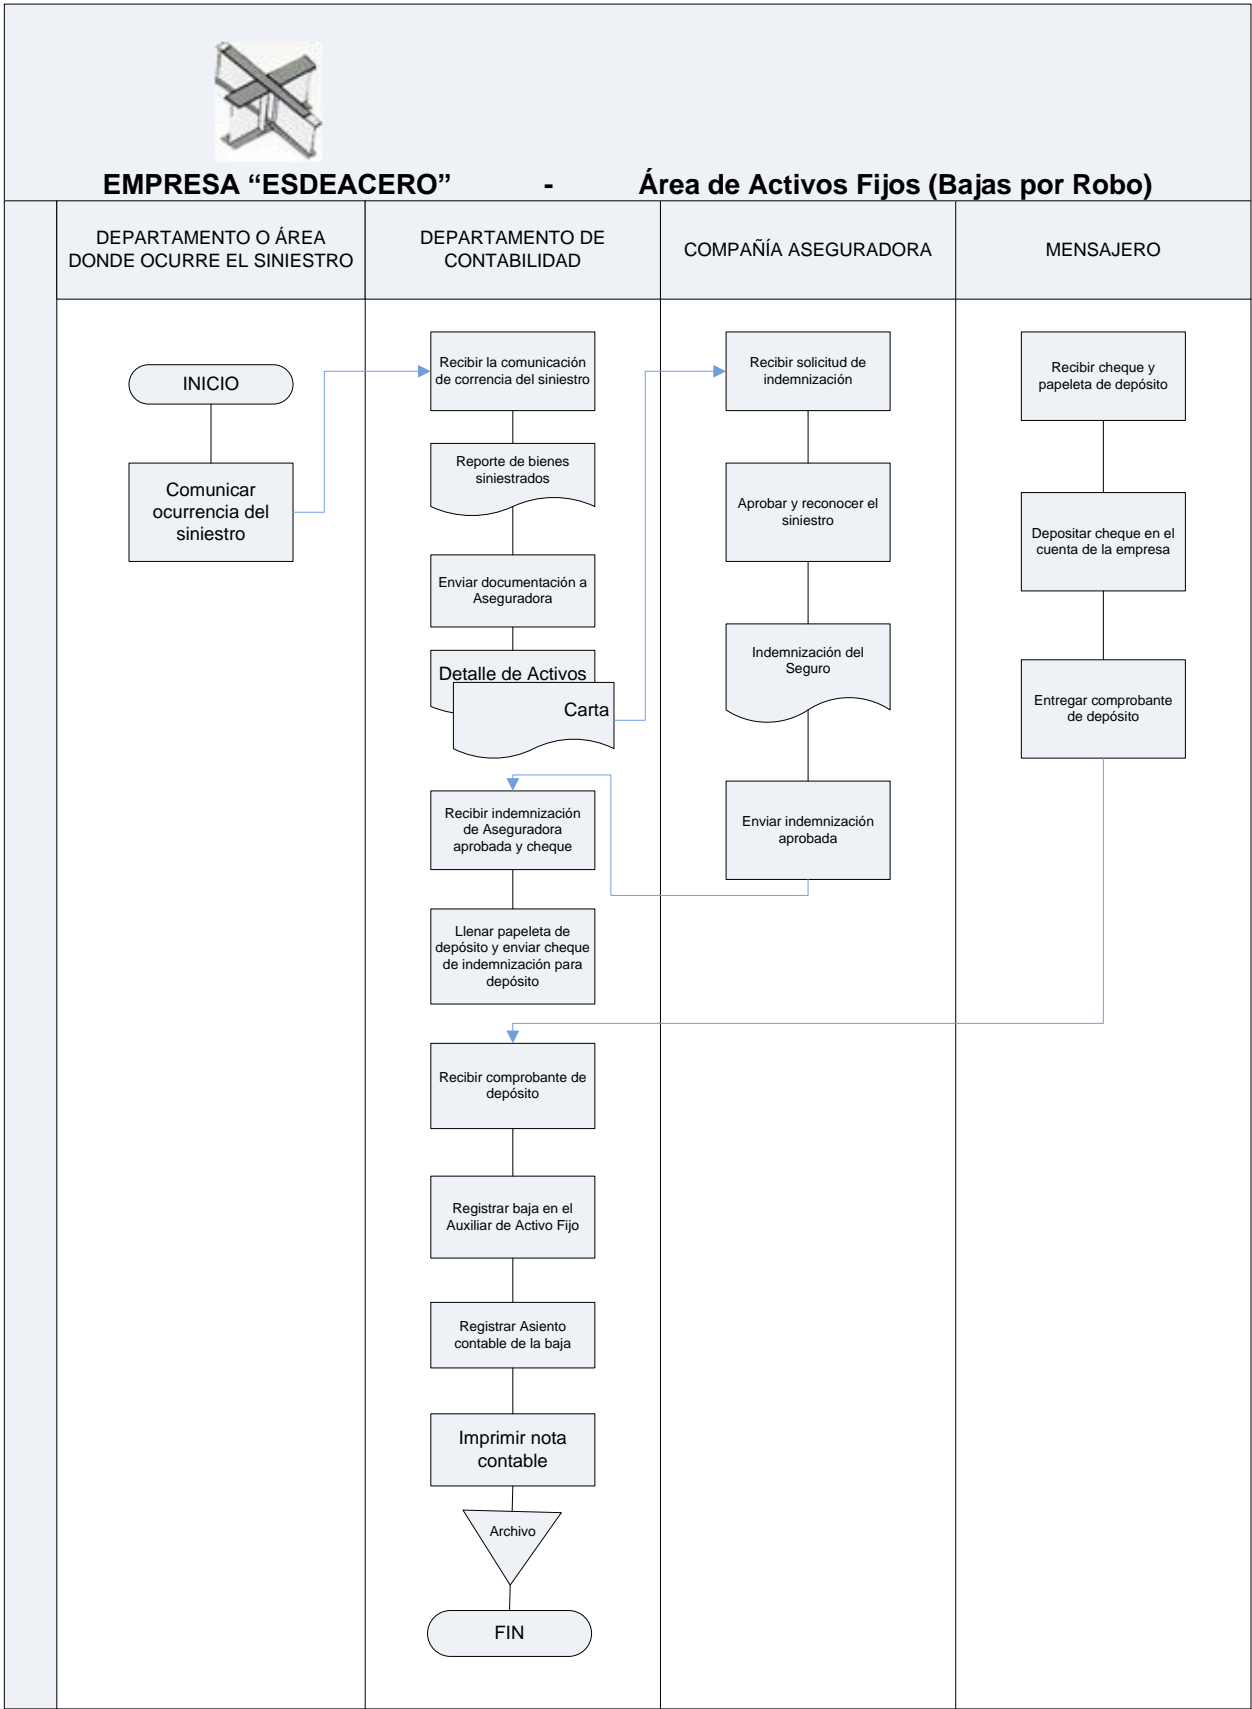 EMPRESA “ESDEACERO” - Área de Activos Fijos (Bajas por Robo)
DEPARTAMENTO O ÁREA
DONDE OCURRE EL SINIESTRO
DEPARTAMENTO DE
CONTABILIDAD
COMPAÑÍA ASEGURADORA
MENSAJERO
INICIO
Comunicar
ocurrencia del
siniestro
Recibir la comunicación
de correncia del siniestro
Reporte de bienes
siniestrados
Enviar documentación a
Aseguradora
Detalle de Activos
Carta
Recibir indemnización
de Aseguradora
aprobada y cheque
Llenar papeleta de
depósito y enviar cheque
de indemnización para
depósito
Recibir comprobante de
depósito
Registrar baja en el
Auxiliar de Activo Fijo
Registrar Asiento
contable de la baja
Imprimir nota
contable
Archivo
FIN
Recibir solicitud de
indemnización
Aprobar y reconocer el
siniestro
Indemnización del
Seguro
Enviar indemnización
aprobada
Recibir cheque y
papeleta de depósito
Depositar cheque en el
cuenta de la empresa
Entregar comprobante
de depósito